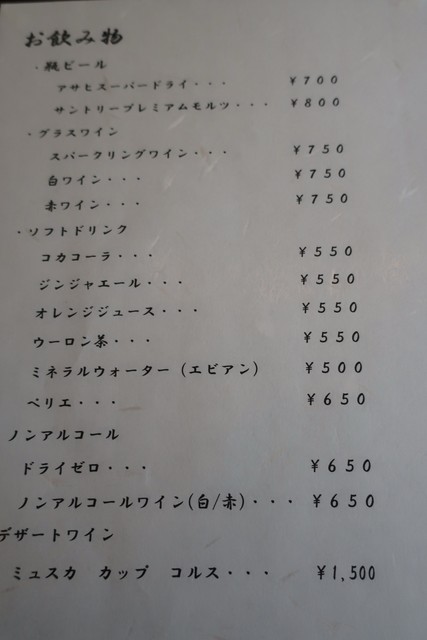 お飲み物
・瓶ビール
アサヒスーパードライ・・・ ￥700
サントリープレミアムモルツ・・・ ￥800
・グラスワイン
スパークリングワイン・・・ ￥750
白ワイン・・・ ￥750
赤ワイン・・・ ￥750
・ソフトドリンク
コカコーラ・・・ ￥550
ジンジャエール・・・ ￥550
オレンジジュース・・・ ￥550
ウーロン茶・・・ ￥550
ミネラルウォーター（エビアン） ￥500
ペリエ・・・ ￥650
ノンアルコール
ドライゼロ・・・ ￥650
ノンアルコールワイン(白/赤)・・・ ￥650
デザートワイン
ミュスカ カップ コルス・・・ ￥1,500